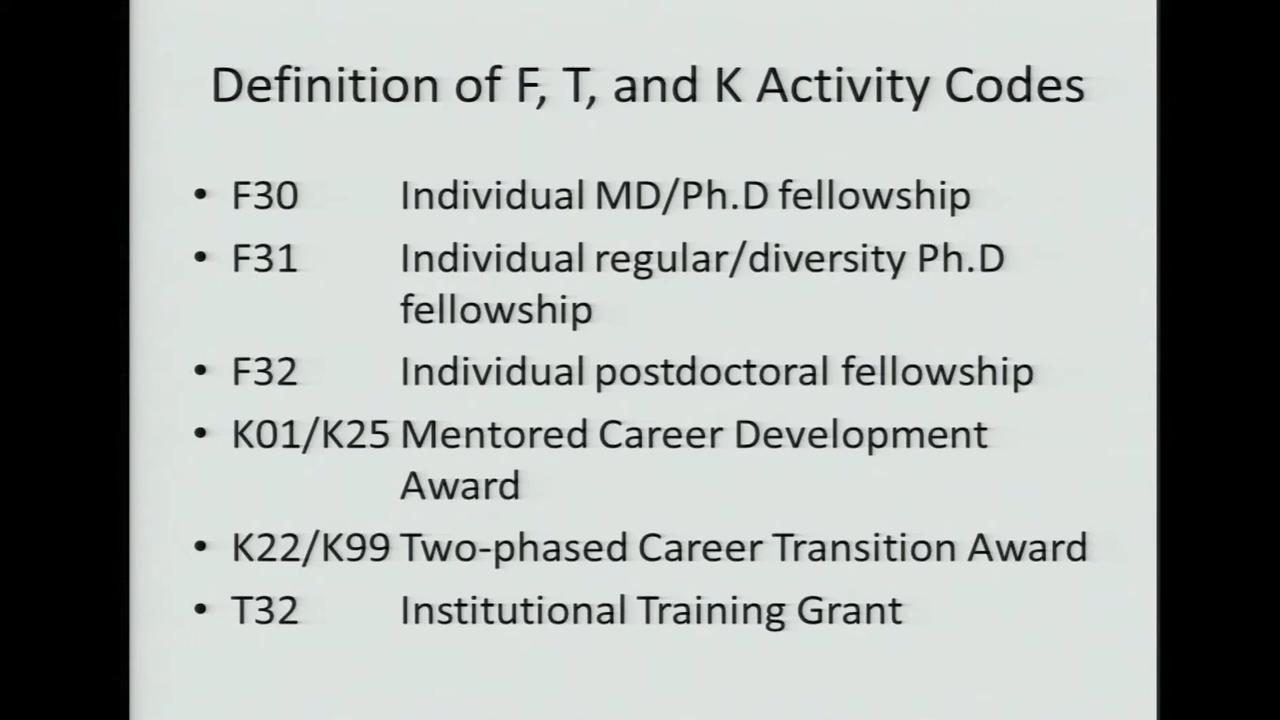 Definition of F, T, and K Activity Codes
• F30 Individual MD/Ph.D fellowship
• F31 Individual regular/diversity Ph.D
fellowship
• F32 Individual postdoctoral fellowship
• K01/K25 Mentored Career Development
Award
• K22/K99 Two-phased Career Transition Award
• T32 Institutional Training Grant